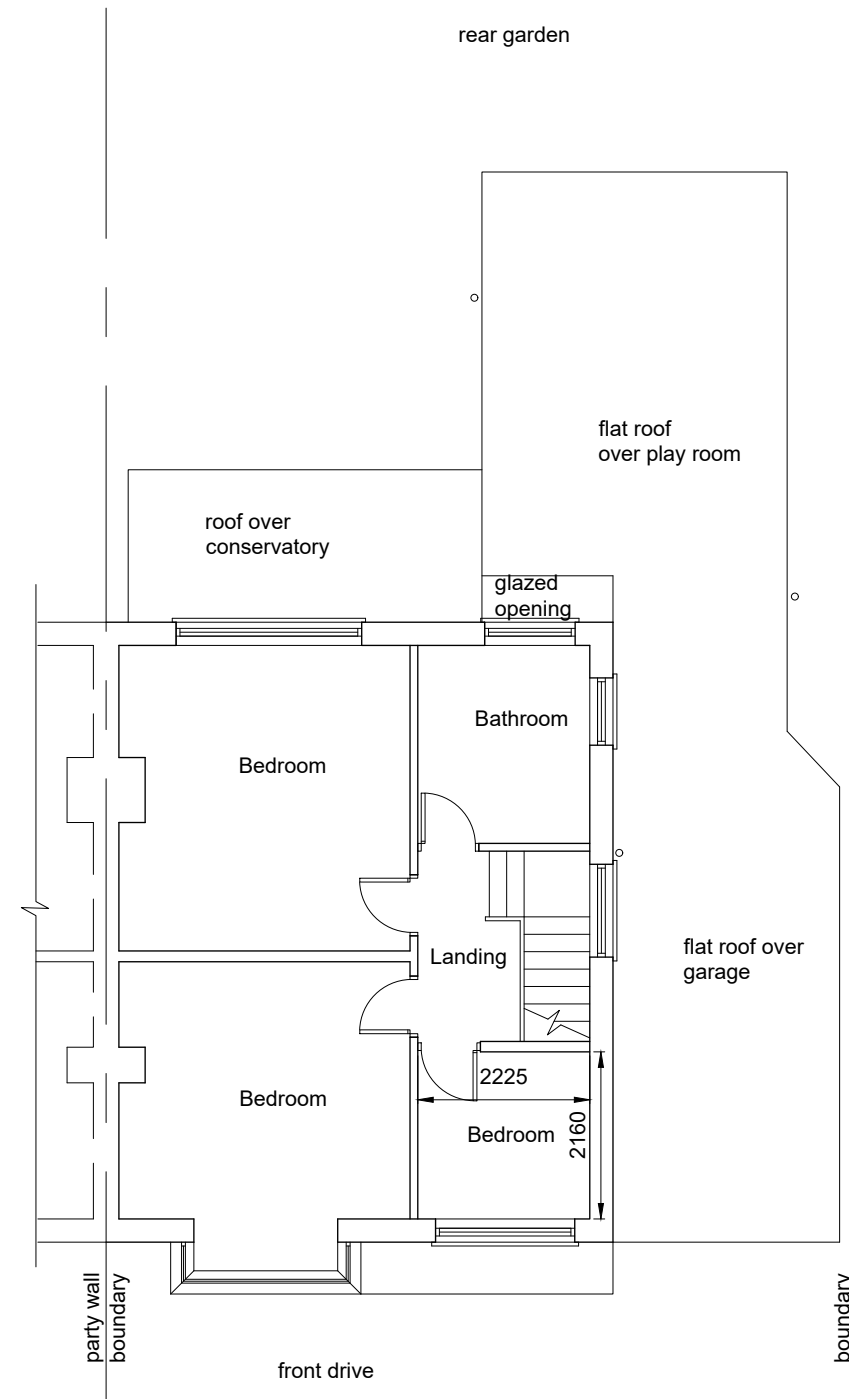 rear garden
flat roof
over play room
roof over
conservatory
glazed
opening
Bathroom
Bedroom
Landing
flat roof over
garage
2225
Bedroom
Bedroom
2160
party wall
boundary
boundary
front drive